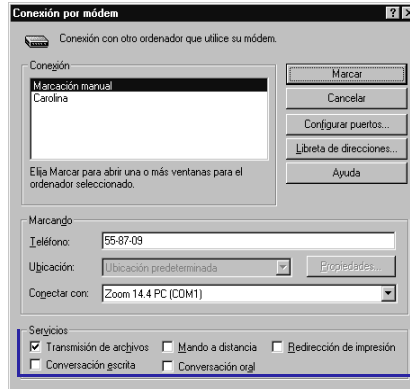 Conexión por módem
Conexión con otro ordenador que utilice su módem.
Conexión
Marcación manual
Carolina
Elija Marcar para abrir una o más ventanas para el
ordenador seleccionado.
Marcar
Cancelar
Configurar puertos...
Libreta de direcciones...
Ayuda
Marcando
Teléfono:
55-87-09
Ubicación:
Ubicación predeterminada
Propiedades...
Conectar con:
Zoom 14.4 PC (COM1)
Servicios
Transmisión de archivos
Mando a distancia
Redirección de impresión
Conversación escrita
Conversación oral